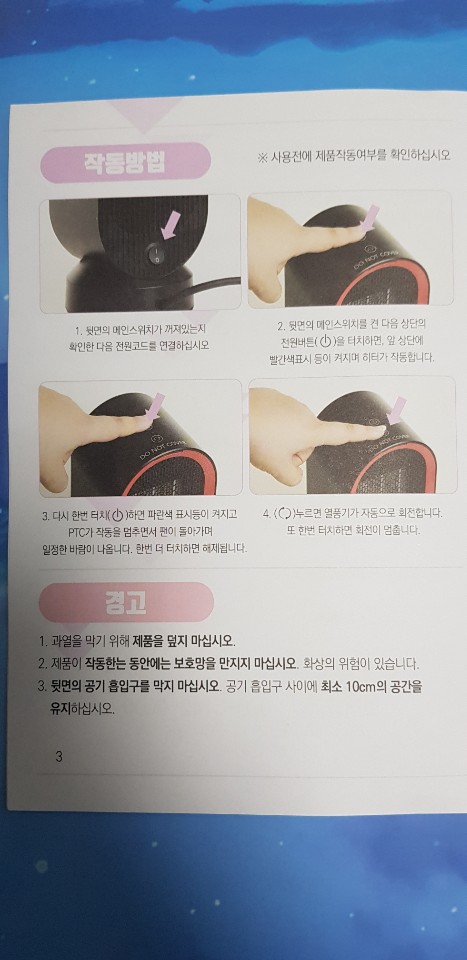 작동방법
※ 사용전에 제품작동여부를 확인하십시오
1. 뒷면의 메인스위치가 꺼져있는지
확인한 다음 전원코드를 연결하십시오
DO NOT COVER
2. 뒷면의 메인스위치를 켠 다음 상단의
전원버튼(⏻)을 터치하면, 앞 상단에
빨간색표시 등이 켜지며 히터가 작동합니다.
DO NOT COVER
3. 다시 한번 터치(⏻)하면 파란색 표시등이 켜지고
PTC가 작동을 멈추면서 팬이 돌아가며
일정한 바람이 나옵니다. 한번 더 터치하면 해제됩니다.
DO NOT COVER
4. (↻)누르면 열풍기가 자동으로 회전합니다.
또 한번 터치하면 회전이 멈춥니다.
경고
1. 과열을 막기 위해 제품을 덮지 마십시오.
2. 제품이 작동한는 동안에는 보호망을 만지지 마십시오. 화상의 위험이 있습니다.
3. 뒷면의 공기 흡입구를 막지 마십시오. 공기 흡입구 사이에 최소 10cm의 공간을
유지하십시오.
3